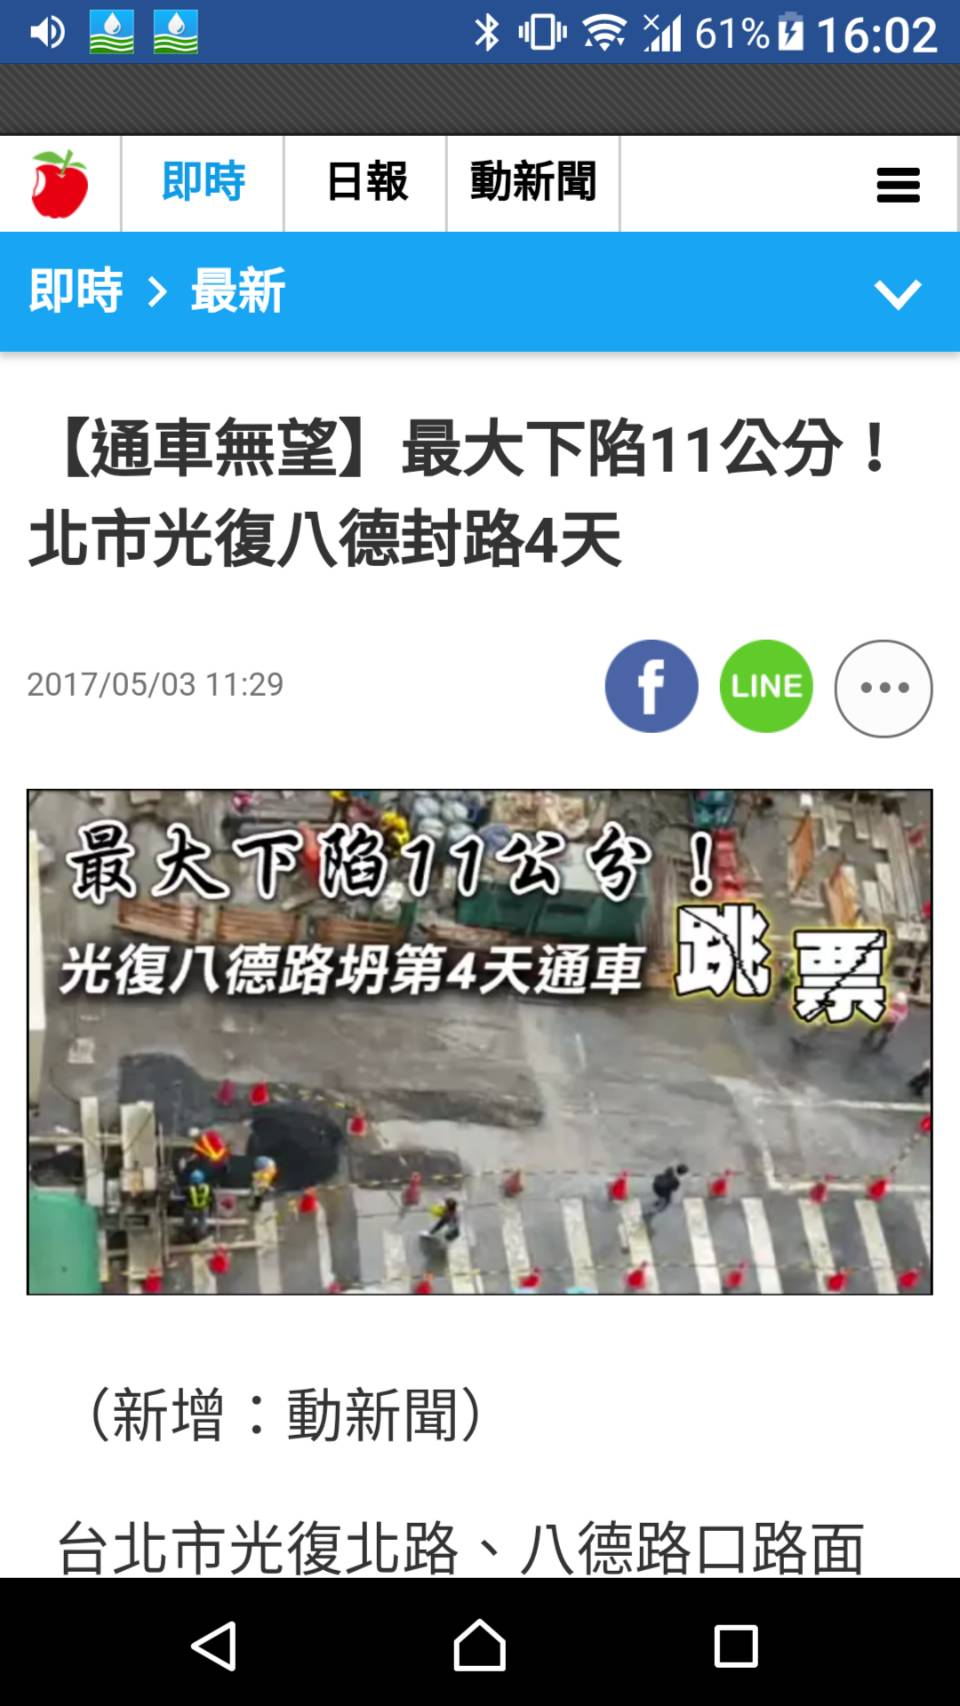 61% 16:02
即時 日報 動新聞
即時 > 最新
【通車無望】最大下陷11公分！
北市光復八德封路4天
2017/05/03 11:29
f LINE
最大下陷11公分！
光復八德路坍第4天通車 跳票
（新增：動新聞）
台北市光復北路、八德路口路面